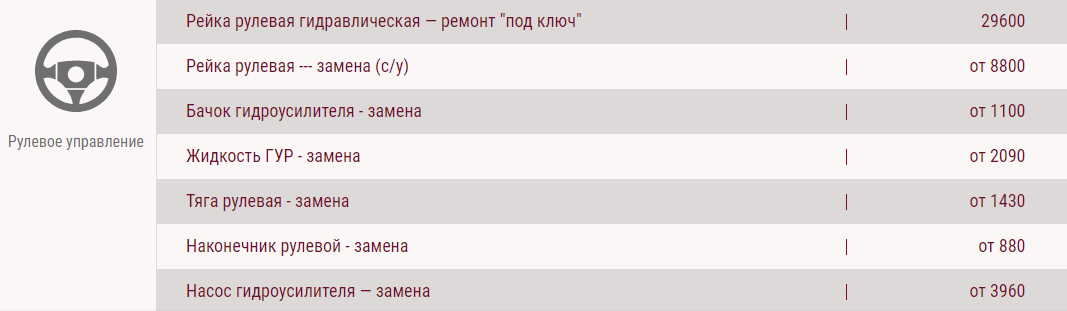 Рулевое управление
Рейка рулевая гидравлическая — ремонт "под ключ" | 29600
Рейка рулевая --- замена (с/у) | от 8800
Бачок гидроусилителя - замена | от 1100
Жидкость ГУР - замена | от 2090
Тяга рулевая - замена | от 1430
Наконечник рулевой - замена | от 880
Насос гидроусилителя — замена | от 3960